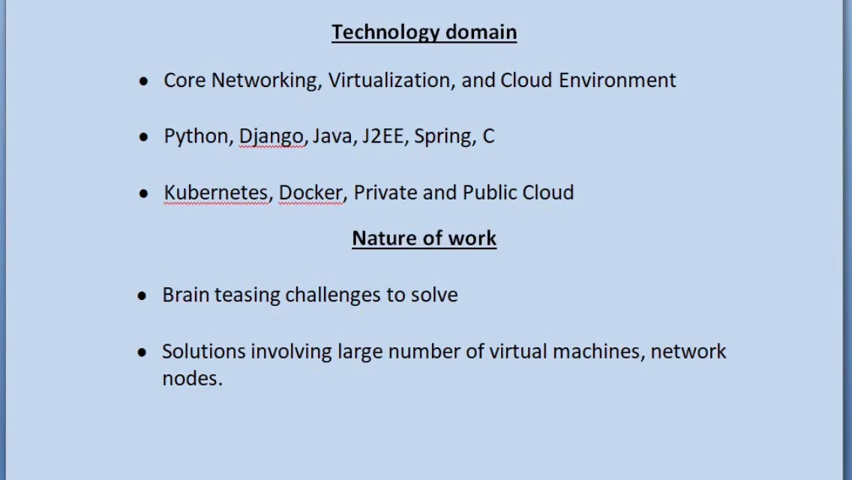 Technology domain
● Core Networking, Virtualization, and Cloud Environment
● Python, Django, Java, J2EE, Spring, C
● Kubernetes, Docker, Private and Public Cloud
Nature of work
● Brain teasing challenges to solve
● Solutions involving large number of virtual machines, network
nodes.